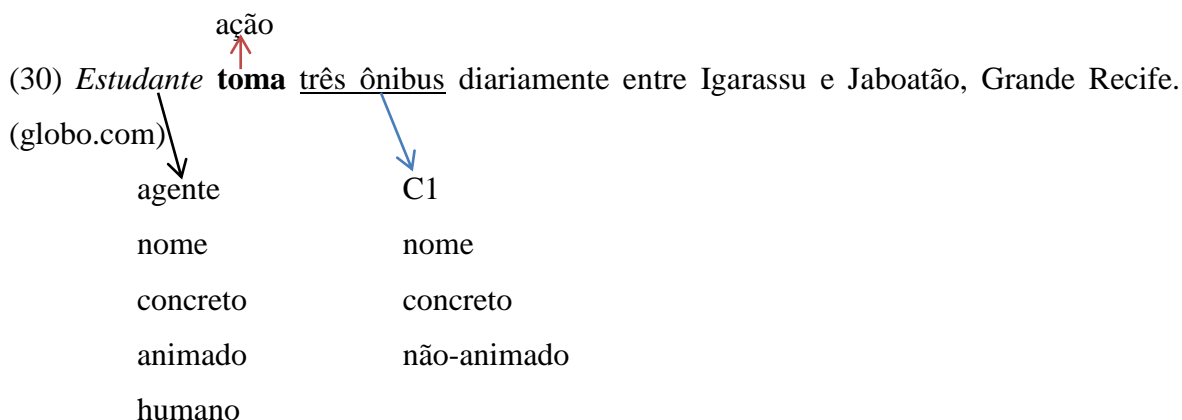 ação
(30) Estudante toma três ônibus diariamente entre Igarassu e Jaboatão, Grande Recife.
(globo.com)
agente C1
nome nome
concreto concreto
animado não-animado
humano